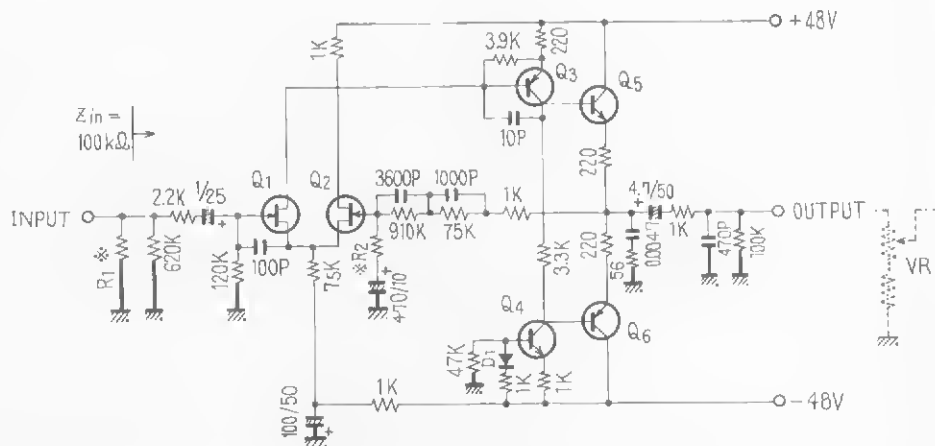 +48V
1K
3.9K
220
Q3
Q5
Zin=
100kΩ
10P
220
Q1
Q2
3600P
1000P
4.7/50
2.2K
1/25
+
1K
+
INPUT
OUTPUT
910K
75K
1K
※R1
620K
120K
100P
75K
※R2
+
470/10
3.3K
220
56
0.0047
470P
100K
VR
Q4
Q6
47K
D1
1K
1K
1K
100/50
+
-48V